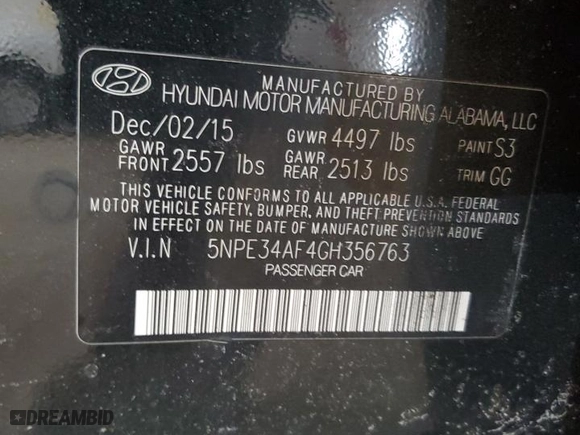 MANUFACTURED BY
HYUNDAI MOTOR MANUFACTURING ALABAMA, LLC
Dec/02/15 GVWR 4497 lbs PAINT S3
GAWR FRONT 2557 lbs GAWR REAR 2513 lbs TRIM GG
THIS VEHICLE CONFORMS TO ALL APPLICABLE U.S.A. FEDERAL
MOTOR VEHICLE SAFETY, BUMPER, AND THEFT PREVENTION STANDARDS
IN EFFECT ON THE DATE OF MANUFACTURE SHOWN ABOVE
V.I.N 5NPE34AF4GH356763
PASSENGER CAR
DREAMBID